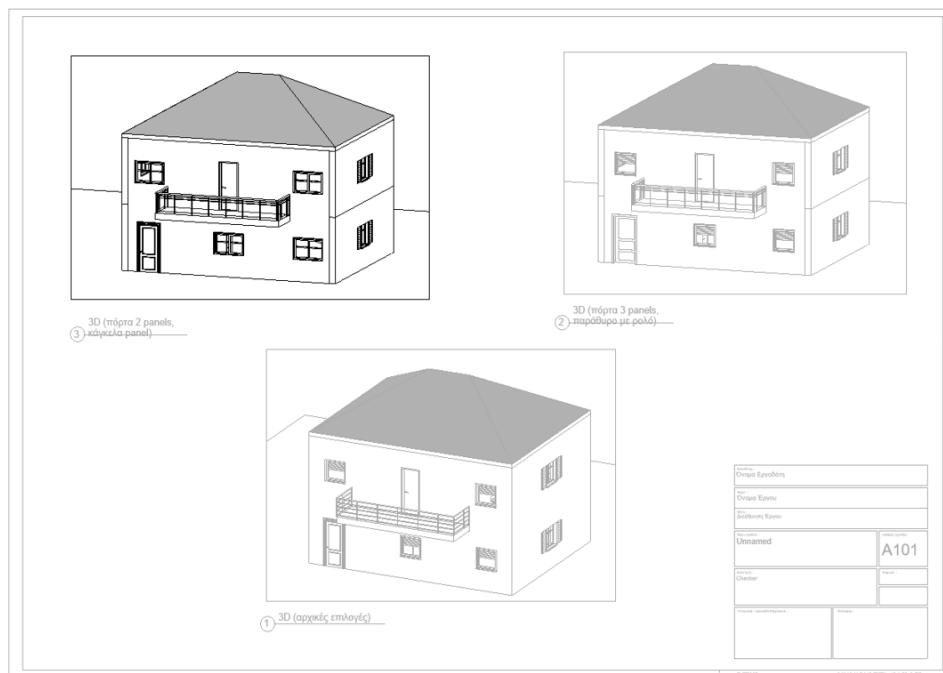 3D (πόρτα 2 panels,
κάγκελα panel)
3
3D (πόρτα 3 panels,
παράθυρο με ρολό)
2
3D (αρχικές επιλογές)
1
Όνομα Εργοδότη
Όνομα Έργου
Διεύθυνση Έργου
Unnamed
A101
Checker